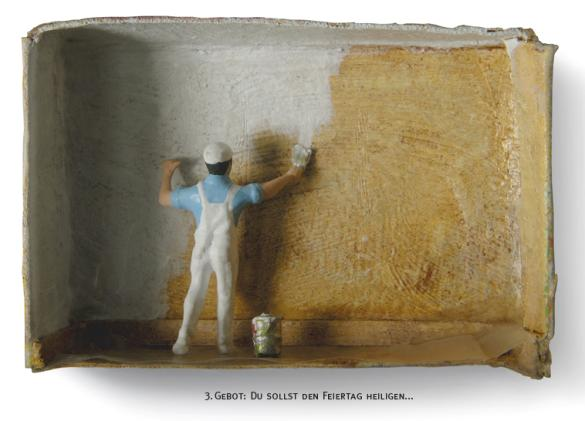 3. Gebot: Du sollst den Feiertag heiligen...